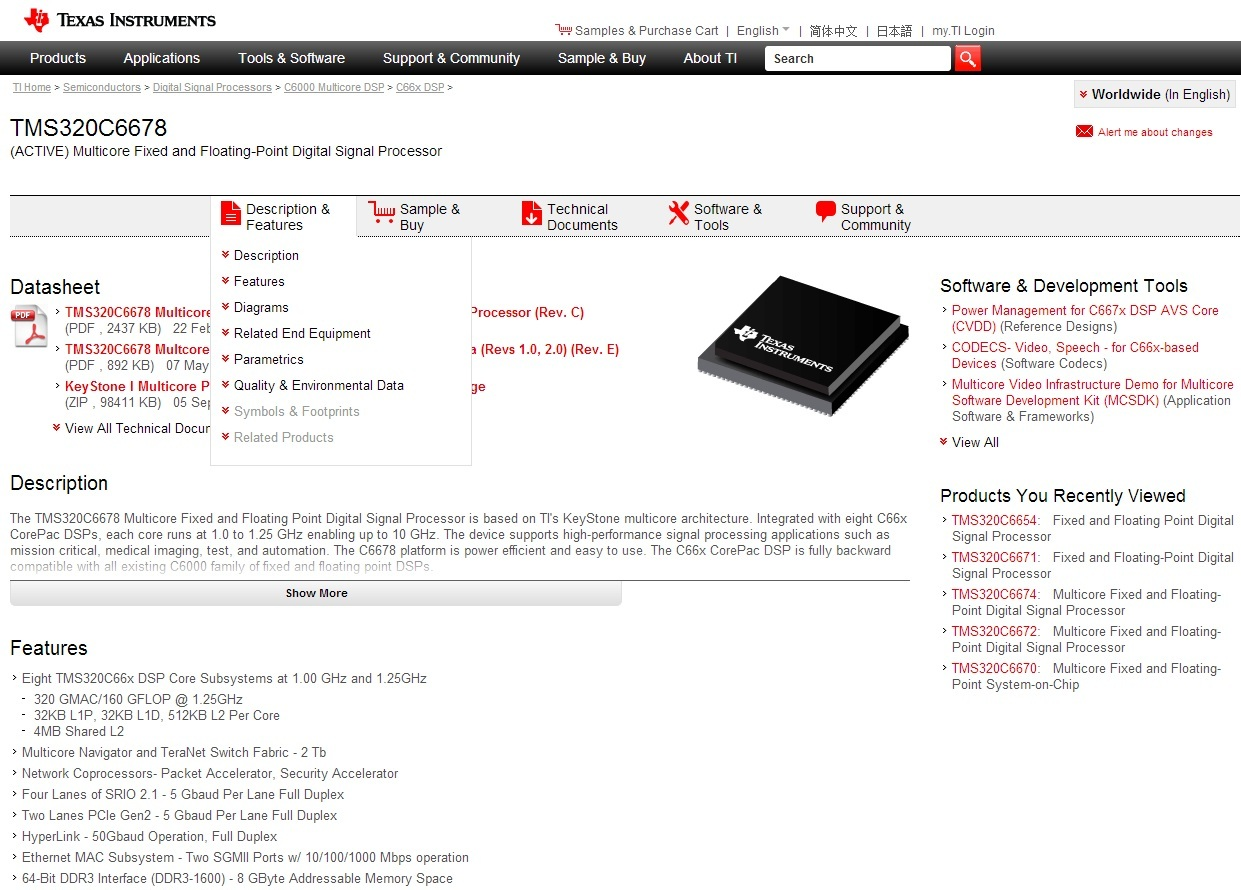 TEXAS INSTRUMENTS
Samples & Purchase Cart | English | 简体中文 | 日本語 | my.TI Login
Products Applications Tools & Software Support & Community Sample & Buy About TI Search
TI Home > Semiconductors > Digital Signal Processors > C6000 Multicore DSP > C66x DSP >
Worldwide (In English)
TMS320C6678
(ACTIVE) Multicore Fixed and Floating-Point Digital Signal Processor
Alert me about changes
Description &
Features
Sample &
Buy
Technical
Documents
Software &
Tools
Support &
Community
Description
Features
Diagrams
Related End Equipment
Parametrics
Quality & Environmental Data
Symbols & Footprints
Related Products
Datasheet
PDF
TMS320C6678 Multicore Processor (Rev. C)
(PDF , 2437 KB) 22 Feb
TMS320C6678 Multcore (Revs 1.0, 2.0) (Rev. E)
(PDF , 892 KB) 07 May
KeyStone I Multicore
(ZIP , 98411 KB) 05 Sep
View All Technical
TEXAS
INSTRUMENTS
Software & Development Tools
Power Management for C667x DSP AVS Core
(CVDD) (Reference Designs)
CODECS- Video, Speech - for C66x-based
Devices (Software Codecs)
Multicore Video Infrastructure Demo for Multicore
Software Development Kit (MCSDK) (Application
Software & Frameworks)
View All
Description
The TMS320C6678 Multicore Fixed and Floating Point Digital Signal Processor is based on TI's KeyStone multicore architecture. Integrated with eight C66x
CorePac DSPs, each core runs at 1.0 to 1.25 GHz enabling up to 10 GHz. The device supports high-performance signal processing applications such as
mission critical, medical imaging, test, and automation. The C6678 platform is power efficient and easy to use. The C66x CorePac DSP is fully backward
compatible with all existing C6000 family of fixed and floating point DSPs.
Show More
Products You Recently Viewed
TMS320C6654: Fixed and Floating Point Digital
Signal Processor
TMS320C6671: Fixed and Floating-Point Digital
Signal Processor
TMS320C6674: Multicore Fixed and Floating-
Point Digital Signal Processor
TMS320C6672: Multicore Fixed and Floating-
Point Digital Signal Processor
TMS320C6670: Multicore Fixed and Floating-
Point System-on-Chip
Features
Eight TMS320C66x DSP Core Subsystems at 1.00 GHz and 1.25GHz
- 320 GMAC/160 GFLOP @ 1.25GHz
- 32KB L1P, 32KB L1D, 512KB L2 Per Core
- 4MB Shared L2
Multicore Navigator and TeraNet Switch Fabric - 2 Tb
Network Coprocessors- Packet Accelerator, Security Accelerator
Four Lanes of SRIO 2.1 - 5 Gbaud Per Lane Full Duplex
Two Lanes PCIe Gen2 - 5 Gbaud Per Lane Full Duplex
HyperLink - 50Gbaud Operation, Full Duplex
Ethernet MAC Subsystem - Two SGMII Ports w/ 10/100/1000 Mbps operation
64-Bit DDR3 Interface (DDR3-1600) - 8 GByte Addressable Memory Space